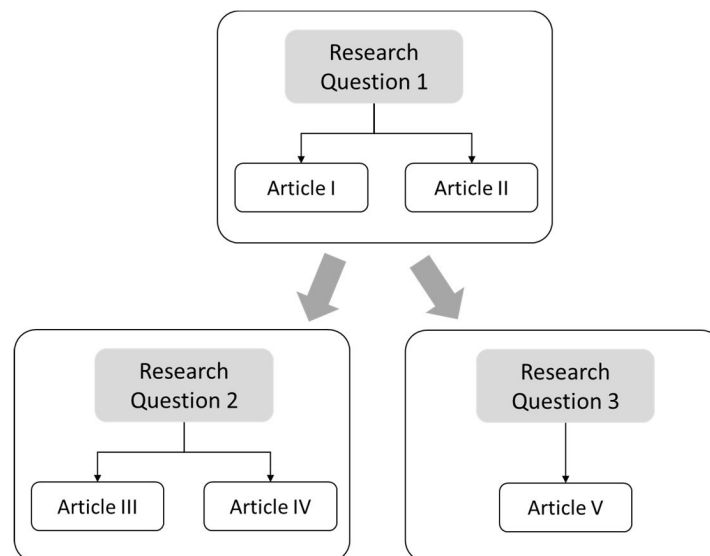 Research
Question 1
Article I
Article II
Research
Question 2
Article III
Article IV
Research
Question 3
Article V